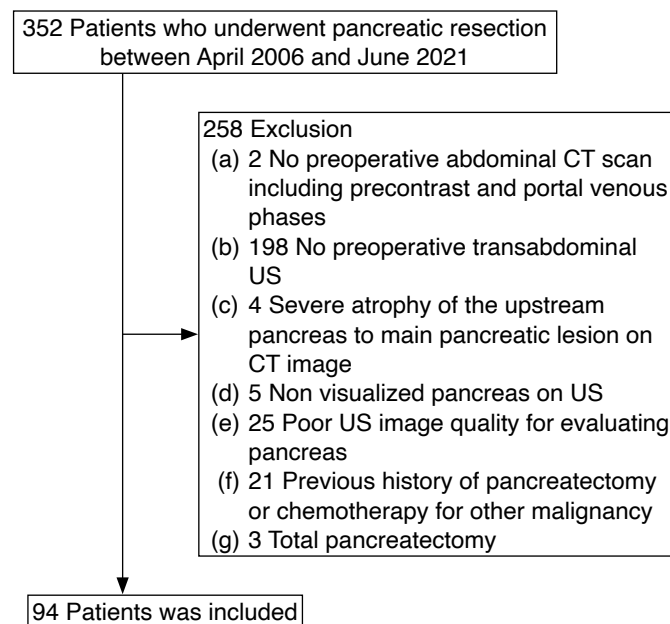 352 Patients who underwent pancreatic resection
between April 2006 and June 2021
258 Exclusion
(a) 2 No preoperative abdominal CT scan
including precontrast and portal venous
phases
(b) 198 No preoperative transabdominal
US
(c) 4 Severe atrophy of the upstream
pancreas to main pancreatic lesion on
CT image
(d) 5 Non visualized pancreas on US
(e) 25 Poor US image quality for evaluating
pancreas
(f) 21 Previous history of pancreatectomy
or chemotherapy for other malignancy
(g) 3 Total pancreatectomy
94 Patients was included